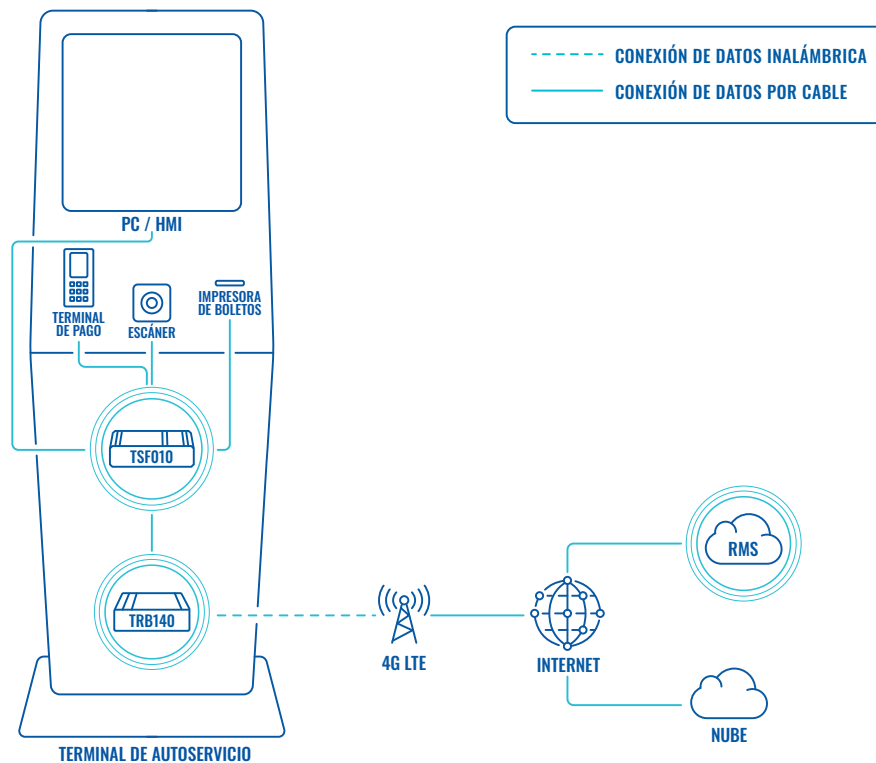 CONEXIÓN DE DATOS INALÁMBRICA
CONEXIÓN DE DATOS POR CABLE
PC / HMI
TERMINAL
DE PAGO
ESCÁNER
IMPRESORA
DE BOLETOS
TSF010
TRB140
4G LTE
INTERNET
RMS
NUBE
TERMINAL DE AUTOSERVICIO